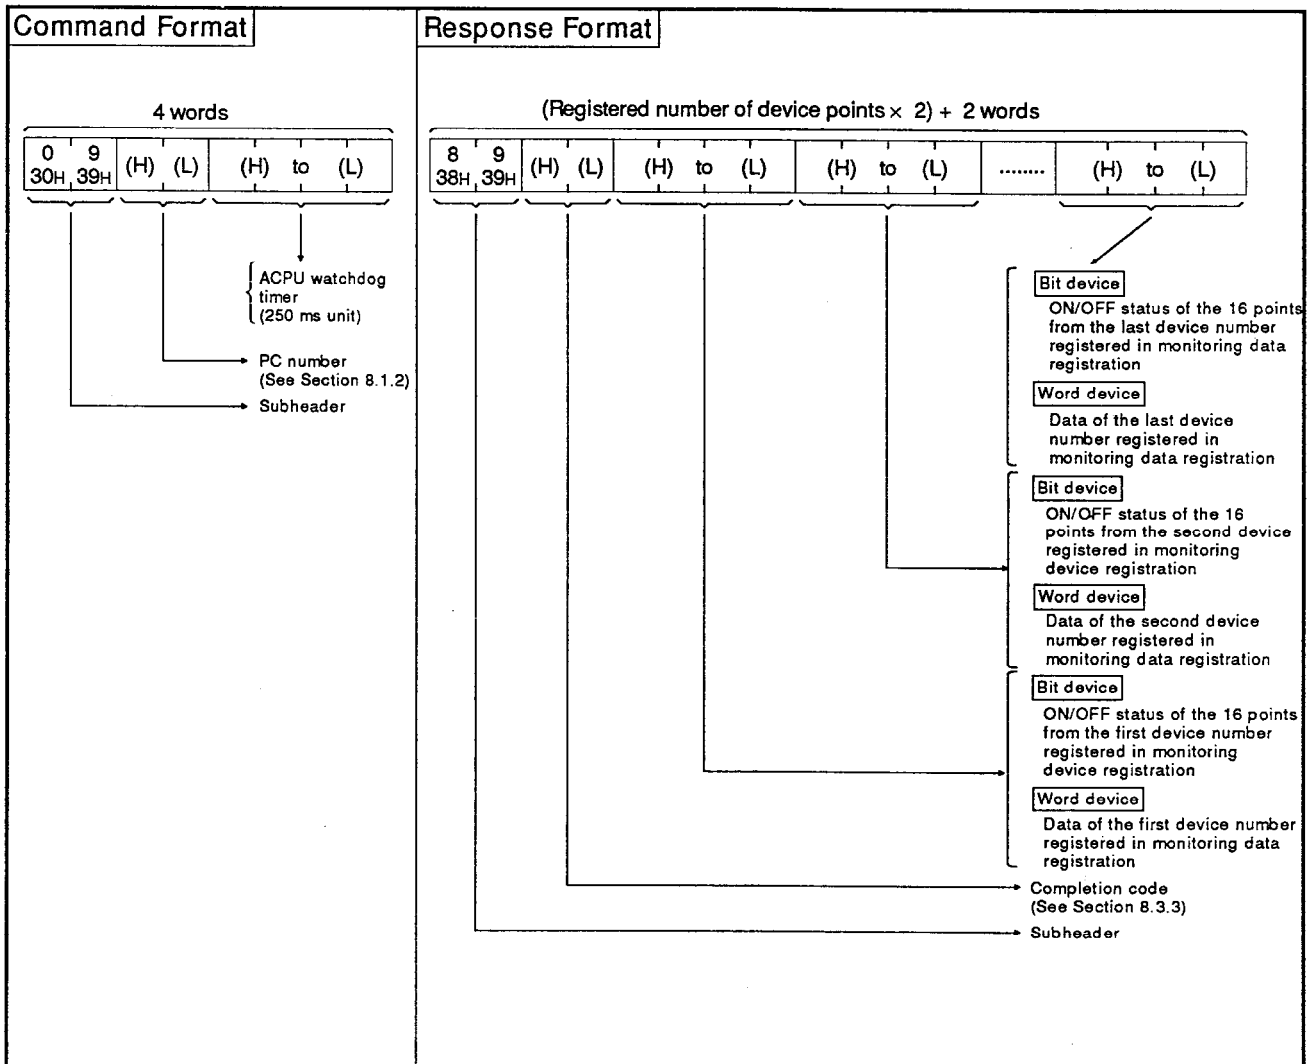 Command Format
4 words
0 9 (H) (L) (H) to (L)
30H 39H
ACPU watchdog
timer
(250 ms unit)
PC number
(See Section 8.1.2)
Subheader
Response Format
(Registered number of device points × 2) + 2 words
8 9 (H) (L) (H) to (L) (H) to (L) ........ (H) to (L)
38H 39H
Bit device
ON/OFF status of the 16 points
from the last device number
registered in monitoring data
registration
Word device
Data of the last device
number registered in
monitoring data registration
Bit device
ON/OFF status of the 16
points from the second device
registered in monitoring
device registration
Word device
Data of the second device
number registered in
monitoring data registration
Bit device
ON/OFF status of the 16 points
from the first device number
registered in monitoring
device registration
Word device
Data of the first device number
registered in monitoring data
registration
Completion code
(See Section 8.3.3)
Subheader